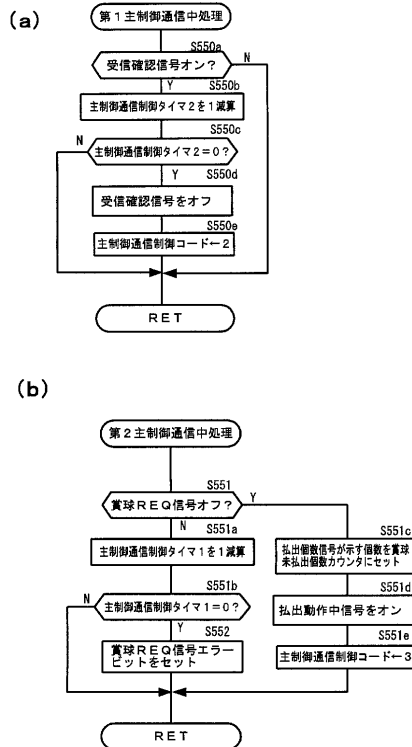 (a)
第1主制御通信中処理
S550a
受信確認信号オン?
N
Y
S550b
主制御通信制御タイマ2を1減算
S550c
N
主制御通信制御タイマ2=0?
Y
S550d
受信確認信号をオフ
S550e
主制御通信制御コード←2
RET
(b)
第2主制御通信中処理
S551
賞球REQ信号オフ?
Y
N
S551a
主制御通信制御タイマ1を1減算
S551c
払出個数信号が示す個数を賞球
未払出個数カウンタにセット
S551b
N
主制御通信制御タイマ1=0?
S551d
払出動作中信号をオン
Y
S552
賞球REQ信号エラー
ビットをセット
S551e
主制御通信制御コード←3
RET